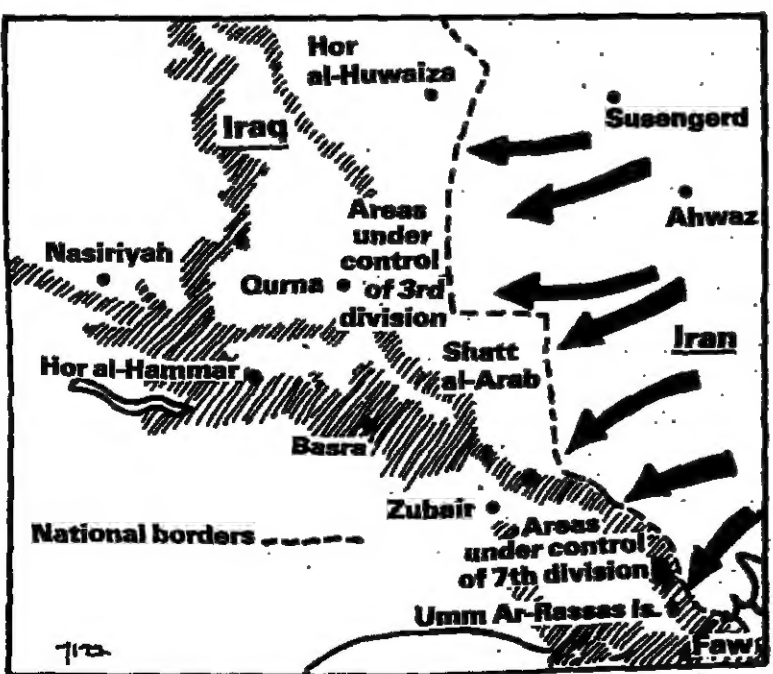 Hor
al-Huwaiza
Susengerd
Iraq
Ahwaz
Areas
under
control
of 3rd
division
Nasiriyah
Qurna
Shatt
al-Arab
Iran
Hor al-Hammar
Basra
Zubair
National borders
Areas
under control
of 7th division
Umm Ar-Rassas Is.
Faw